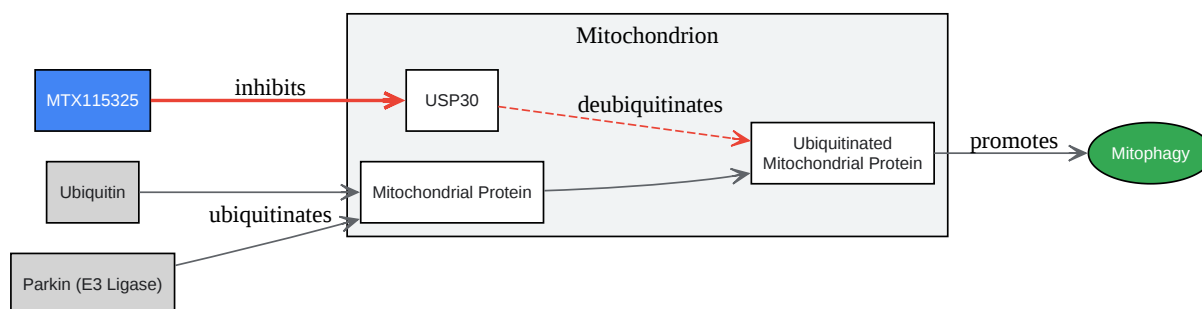 Mitochondrion
MTX115325
inhibits
USP30
deubiquitinates
Ubiquitinated
Mitochondrial Protein
promotes
Mitophagy
Ubiquitin
Mitochondrial Protein
ubiquitinates
Parkin (E3 Ligase)